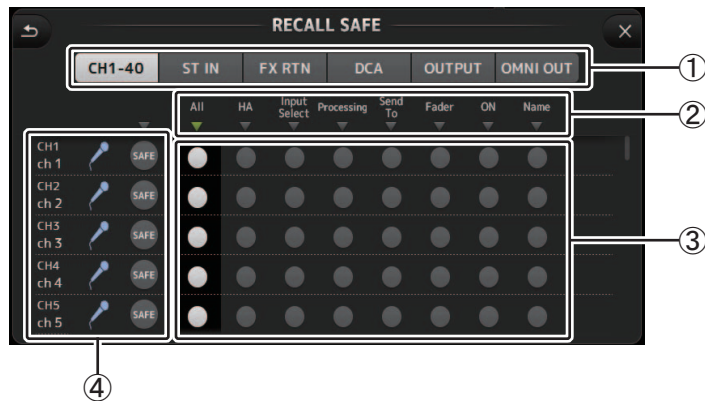 RECALL SAFE
CH1-40 ST IN FX RTN DCA OUTPUT OMNI OUT
①
All HA Input Select Processing Send To Fader ON Name
②
CH1
ch 1
SAFE
CH2
ch 2
SAFE
CH3
ch 3
SAFE
③
CH4
ch 4
SAFE
CH5
ch 5
SAFE
④